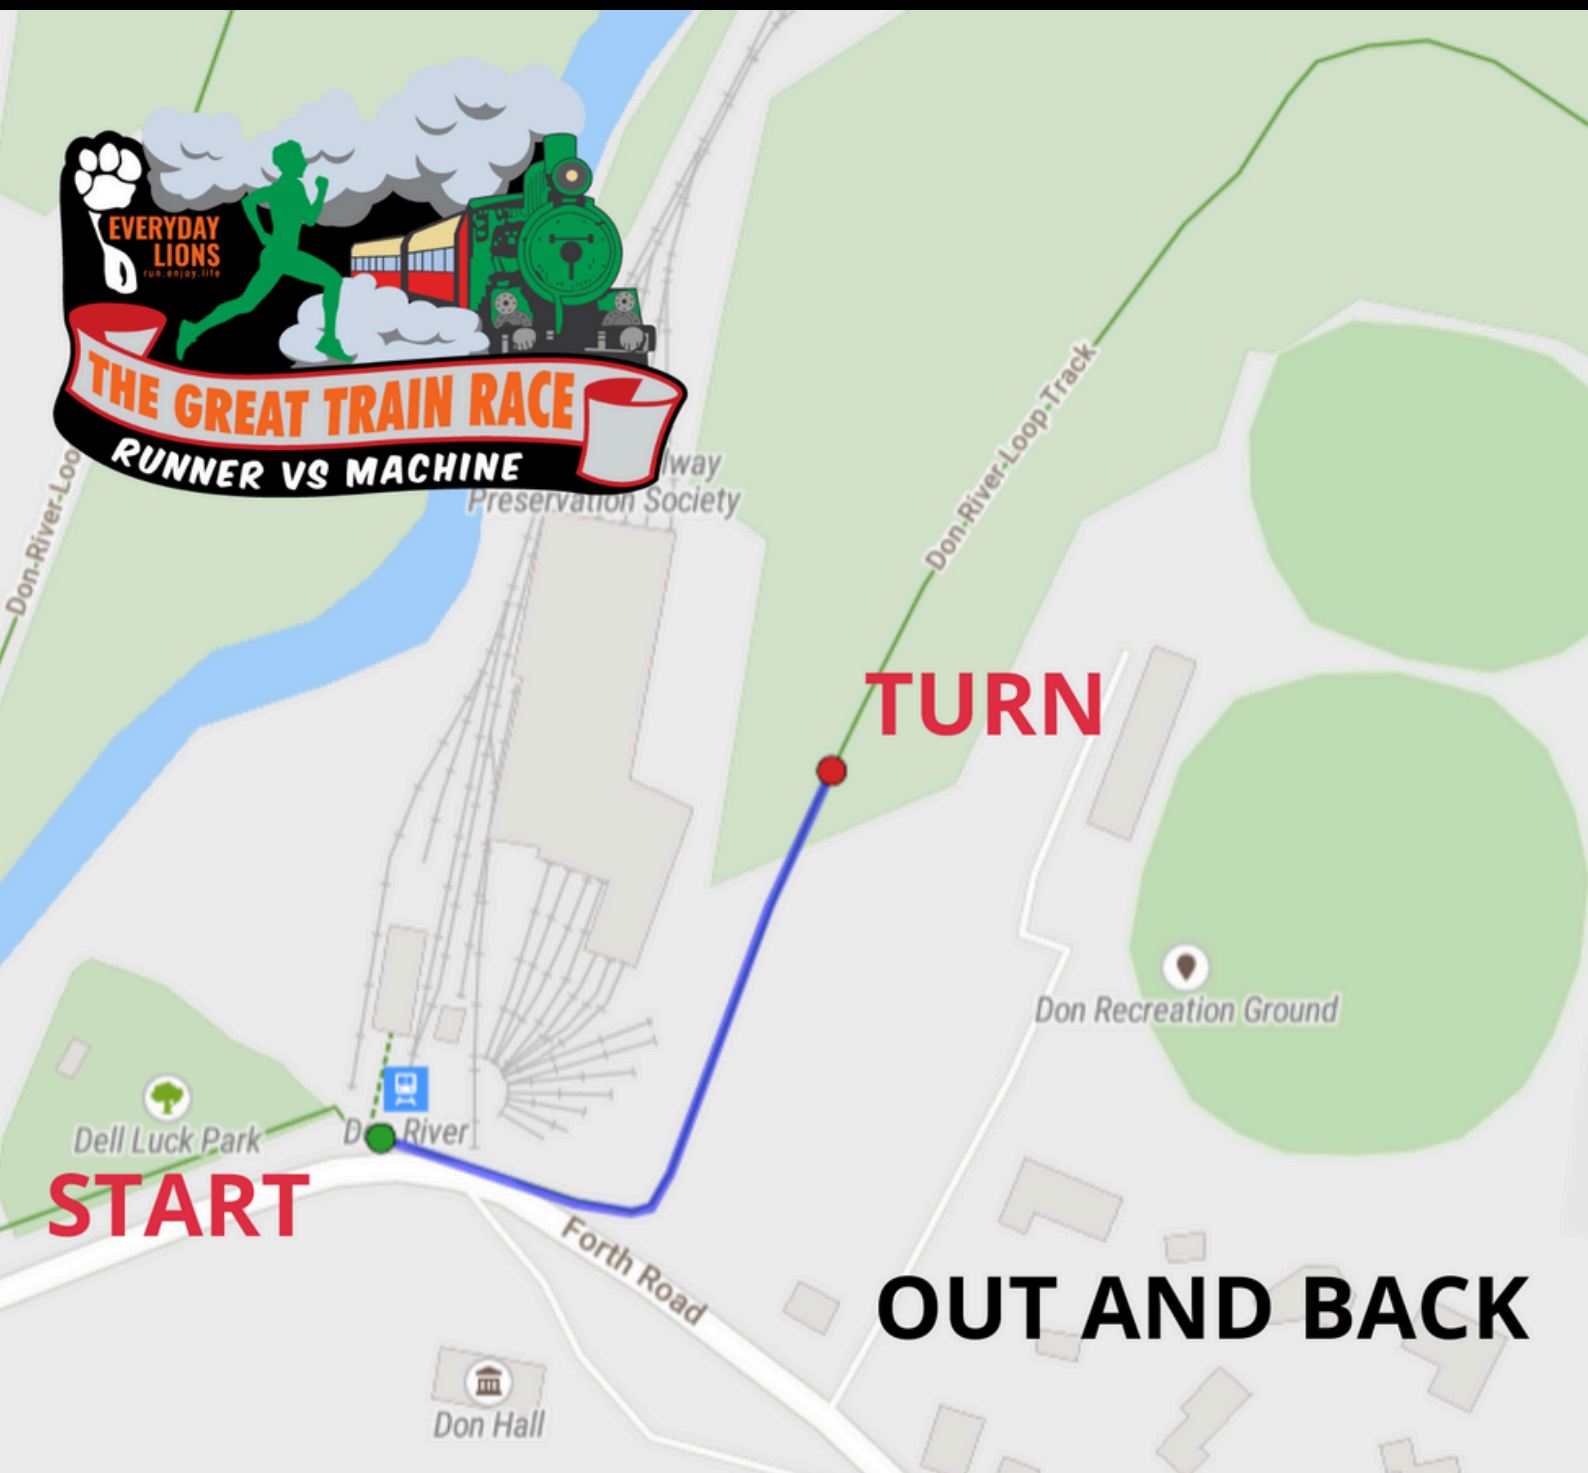 EVERYDAY
LIONS
run.enjoy.life
THE GREAT TRAIN RACE
RUNNER VS MACHINE
Preservation Society
Don-River-Loop-Track
TURN
Don Recreation Ground
Dell Luck Park
River
START
Forth Road
OUT AND BACK
Don Hall